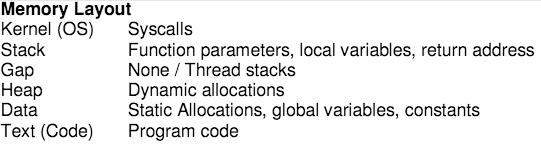 Memory Layout
Kernel (OS) Syscalls
Stack Function parameters, local variables, return address
Gap None / Thread stacks
Heap Dynamic allocations
Data Static Allocations, global variables, constants
Text (Code) Program code